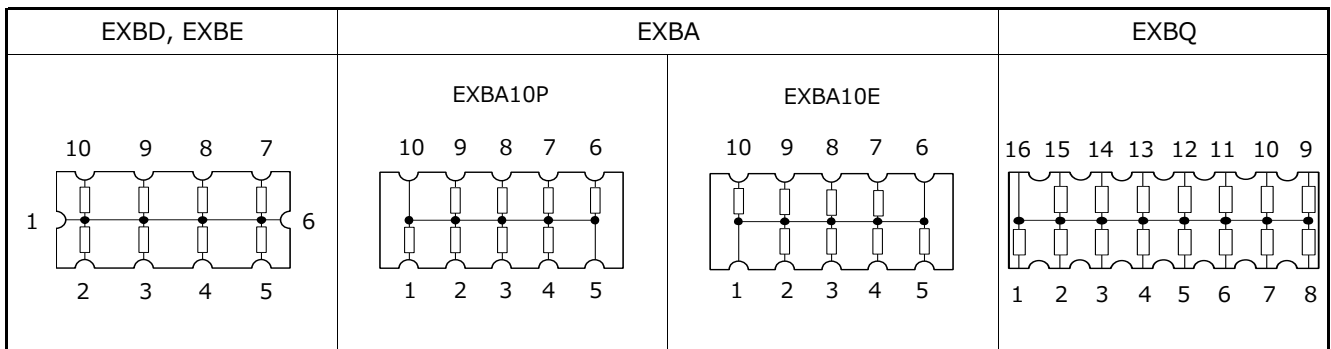 EXBD, EXBE
EXBA
EXBQ
EXBA10P
EXBA10E
10 9 8 7
1
6
2 3 4 5
10 9 8 7 6
1 2 3 4 5
10 9 8 7 6
1 2 3 4 5
16 15 14 13 12 11 10 9
1 2 3 4 5 6 7 8